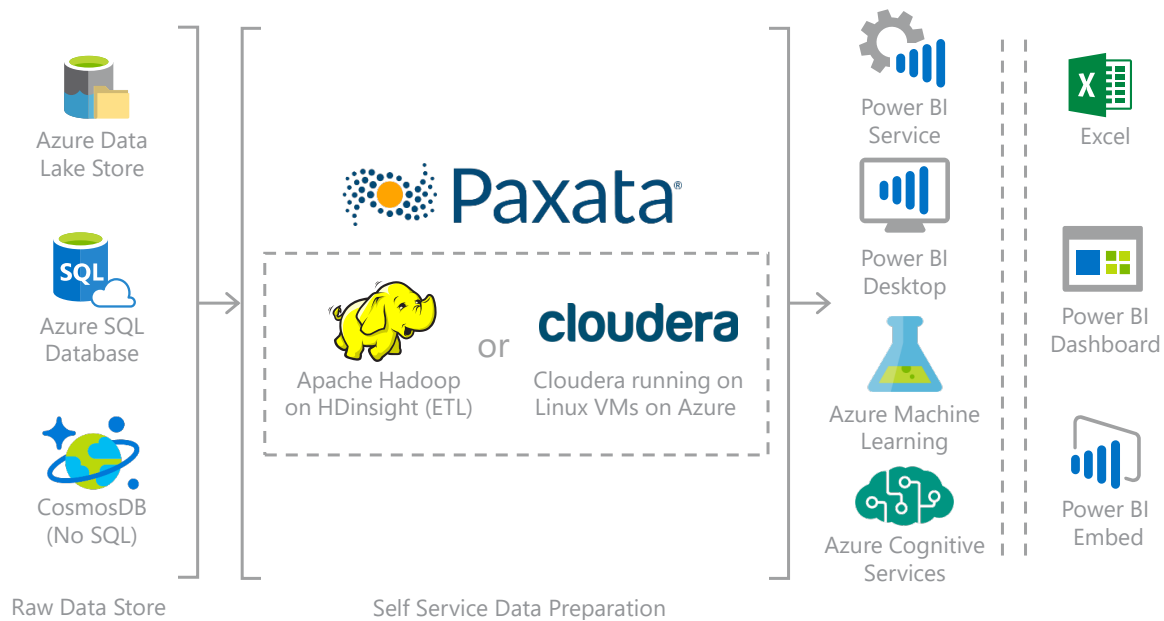 Azure Data
Lake Store
SQL
Azure SQL
Database
CosmosDB
(No SQL)
Raw Data Store
Paxata®
Apache Hadoop
on HDinsight (ETL)
or
cloudera
Cloudera running on
Linux VMs on Azure
Self Service Data Preparation
Power BI
Service
Power BI
Desktop
Azure Machine
Learning
Azure Cognitive
Services
X
Excel
Power BI
Dashboard
Power BI
Embed